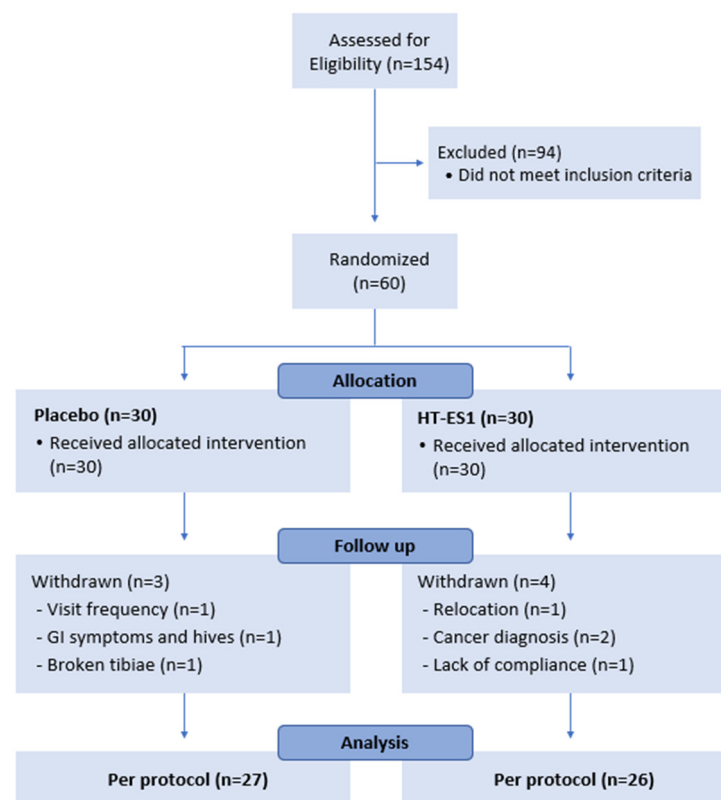 Assessed for
Eligibility (n=154)
Excluded (n=94)
• Did not meet inclusion criteria
Randomized
(n=60)
Allocation
Placebo (n=30)
• Received allocated intervention
(n=30)
HT-ES1 (n=30)
• Received allocated intervention
(n=30)
Follow up
Withdrawn (n=3)
- Visit frequency (n=1)
- GI symptoms and hives (n=1)
- Broken tibiae (n=1)
Withdrawn (n=4)
- Relocation (n=1)
- Cancer diagnosis (n=2)
- Lack of compliance (n=1)
Analysis
Per protocol (n=27)
Per protocol (n=26)